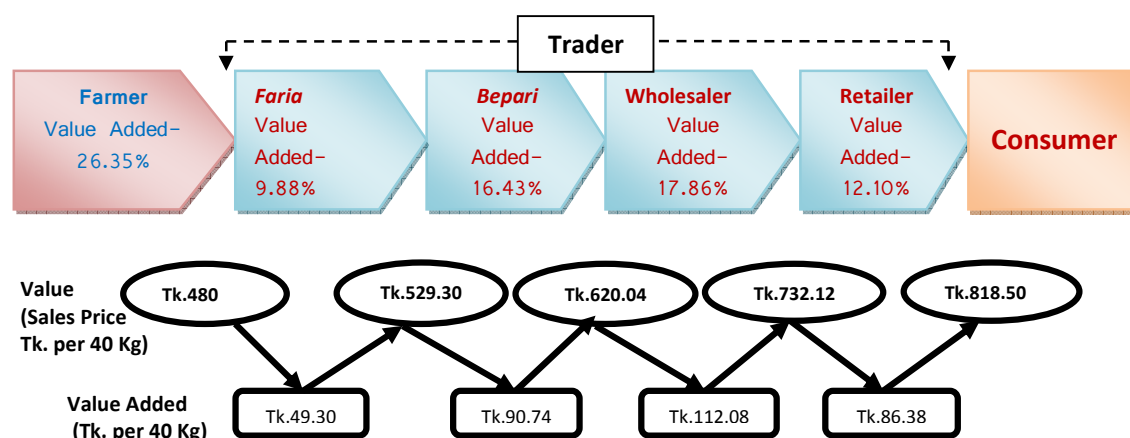 Trader
Farmer
Value Added-
26.35%
Faria
Value
Added-
9.88%
Bepari
Value
Added-
16.43%
Wholesaler
Value
Added-
17.86%
Retailer
Value
Added-
12.10%
Consumer
Value
(Sales Price
Tk. per 40 Kg)
Tk.480
Tk.529.30
Tk.620.04
Tk.732.12
Tk.818.50
Value Added
(Tk. per 40 Kg)
Tk.49.30
Tk.90.74
Tk.112.08
Tk.86.38